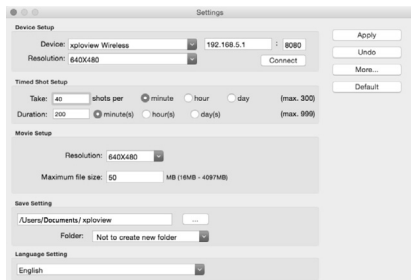 Settings
Device Setup
Device: xploview Wireless 192.168.5.1 : 8080
Resolution: 640X480 Connect
Timed Shot Setup
Take: 40 shots per minute hour day (max. 300)
Duration: 200 minute(s) hour(s) day(s) (max. 999)
Movie Setup
Resolution: 640X480
Maximum file size: 50 MB (16MB - 4097MB)
Save Setting
/Users/Documents/ xploview ...
Folder: Not to create new folder
Language Setting
English
Apply
Undo
More...
Default